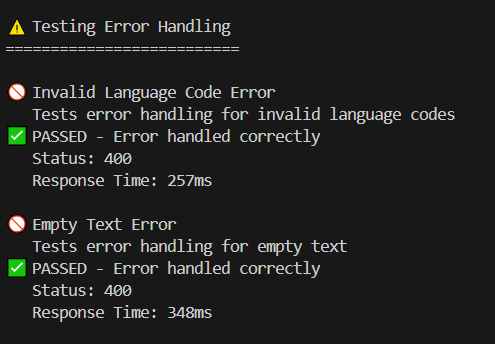 ⚠️ Testing Error Handling
==========================
🚫 Invalid Language Code Error
Tests error handling for invalid language codes
✅ PASSED - Error handled correctly
Status: 400
Response Time: 257ms
🚫 Empty Text Error
Tests error handling for empty text
✅ PASSED - Error handled correctly
Status: 400
Response Time: 348ms